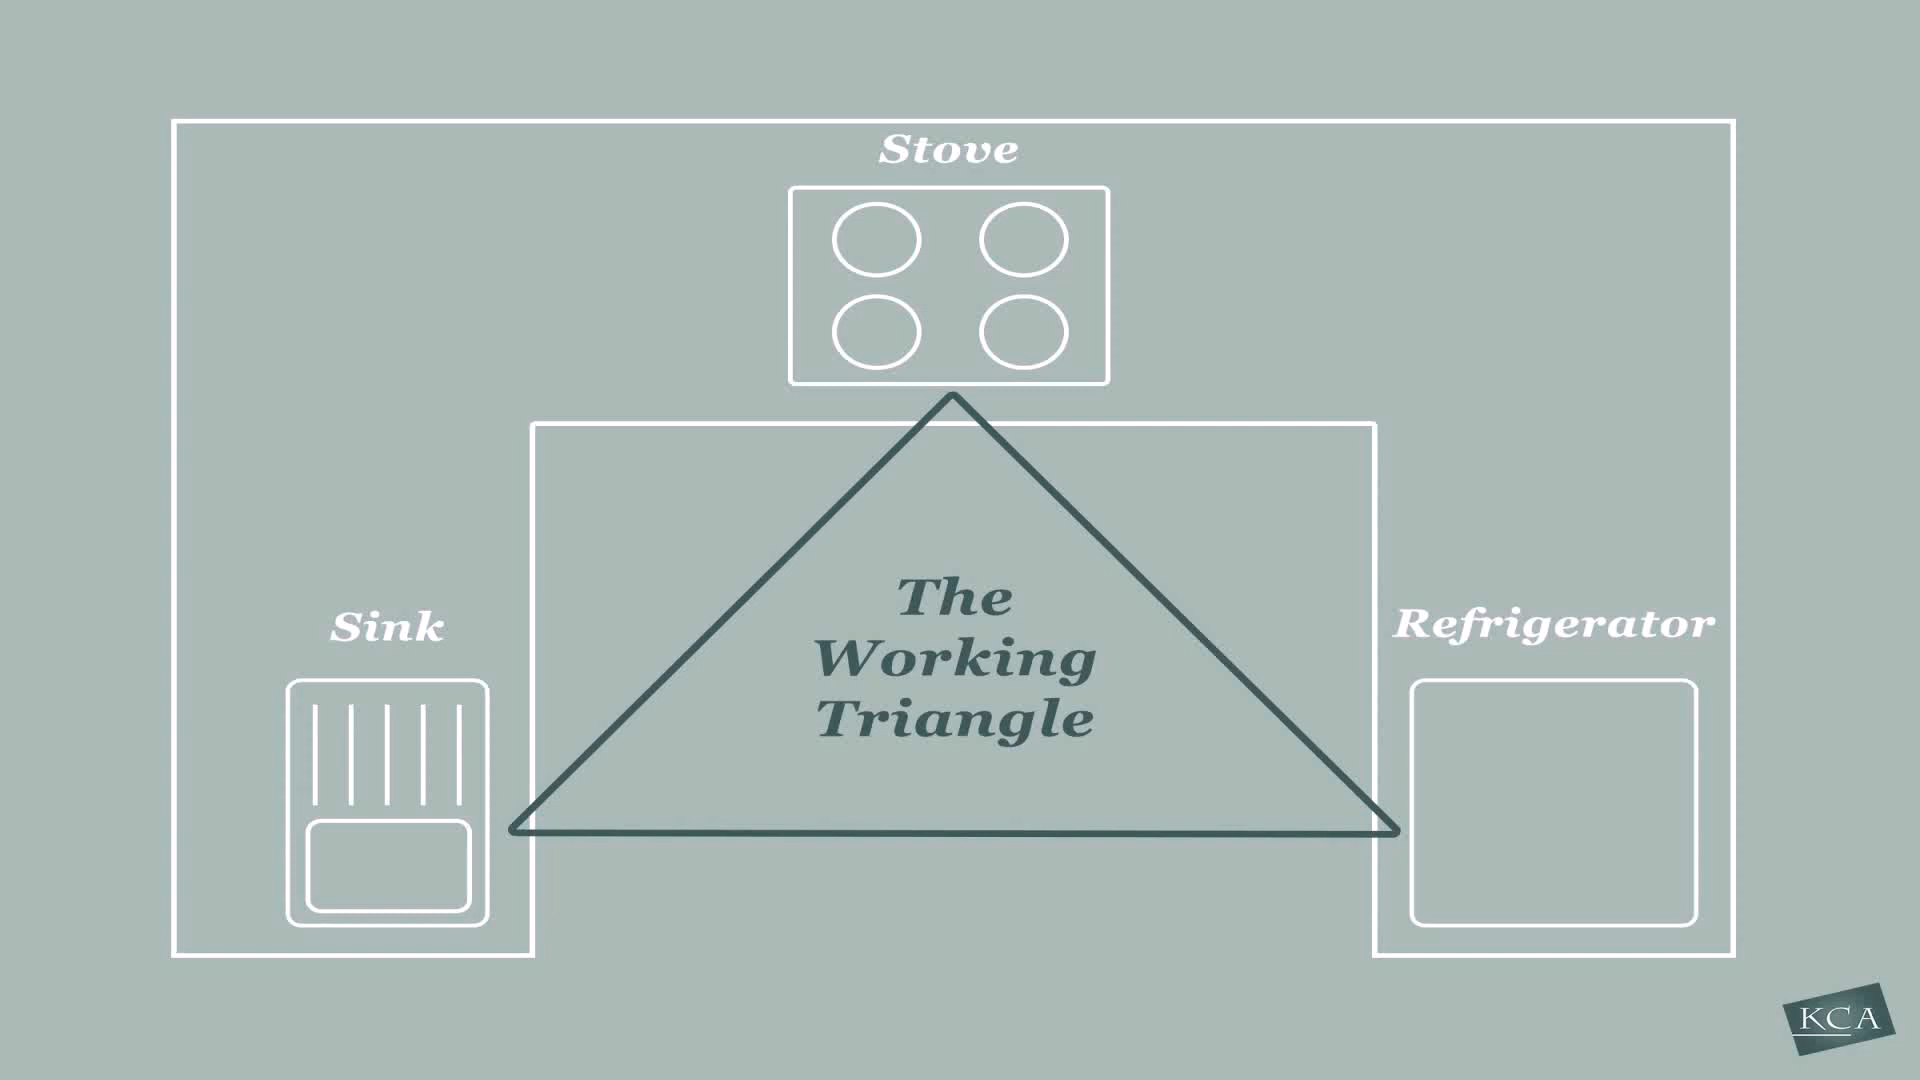 Stove
The
Working
Triangle
Sink
Refrigerator
KCA